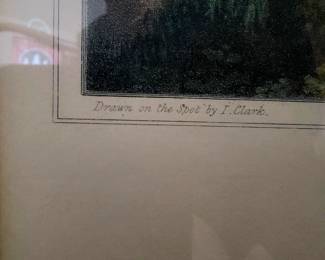 Drawn on the Spot by I. Clark.